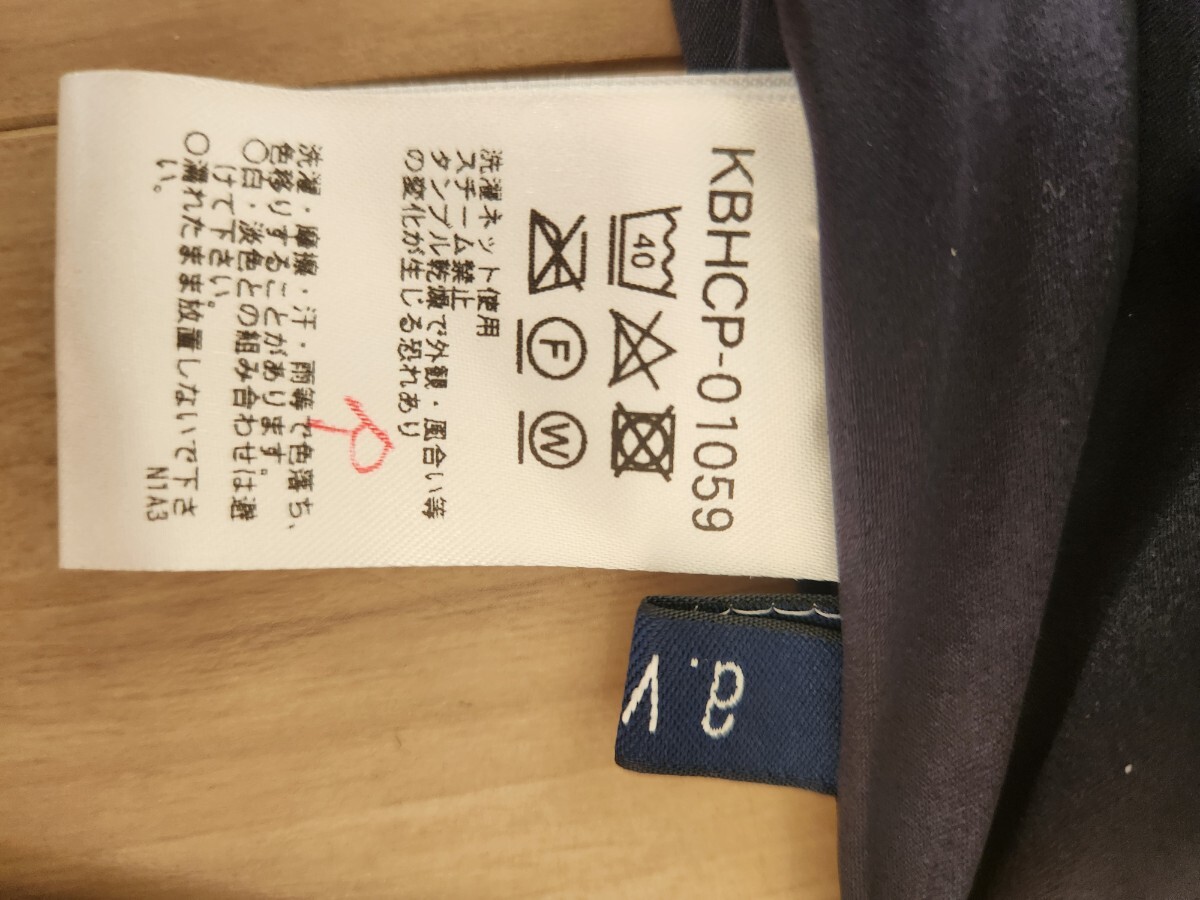 KBHCP-01059
40
F
W
洗濯ネット使用
スチーム禁止
タンブル乾燥で外観・風合い等
の変化が生じる恐れあり
洗濯・摩擦・汗・雨等で色落ち、
色移りすることがあります
〇白・淡色との組み合わせは避
けて下さい。
〇濡れたまま放置しないで下さ
い。
N1A3
a.v